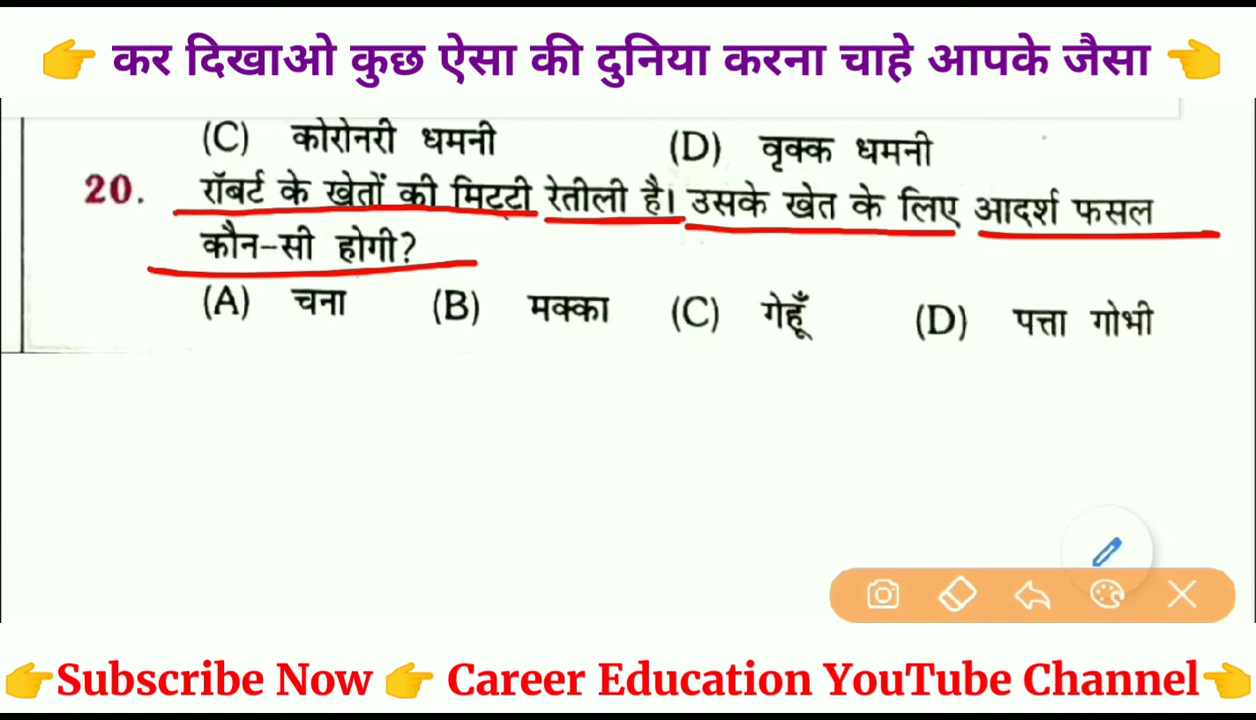 👉 कर दिखाओ कुछ ऐसा की दुनिया करना चाहे आपके जैसा 👈
(C) कोरोनरी धमनी (D) वृक्क धमनी
20. रॉबर्ट के खेतों की मिट्टी रेतीली है। उसके खेत के लिए आदर्श फसल
कौन-सी होगी?
(A) चना (B) मक्का (C) गेहूँ (D) पत्ता गोभी
👉Subscribe Now 👉 Career Education YouTube Channel👈